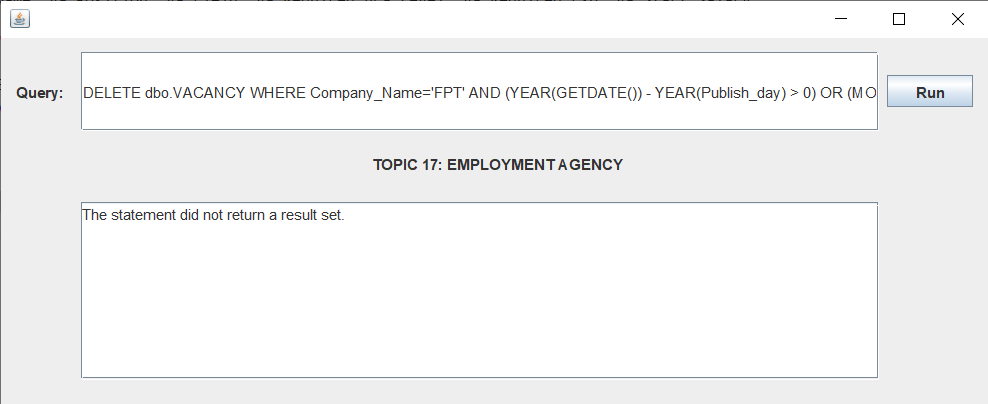 Query:
DELETE dbo.VACANCY WHERE Company_Name='FPT' AND (YEAR(GETDATE()) - YEAR(Publish_day) > 0) OR (MO
Run
TOPIC 17: EMPLOYMENT AGENCY
The statement did not return a result set.